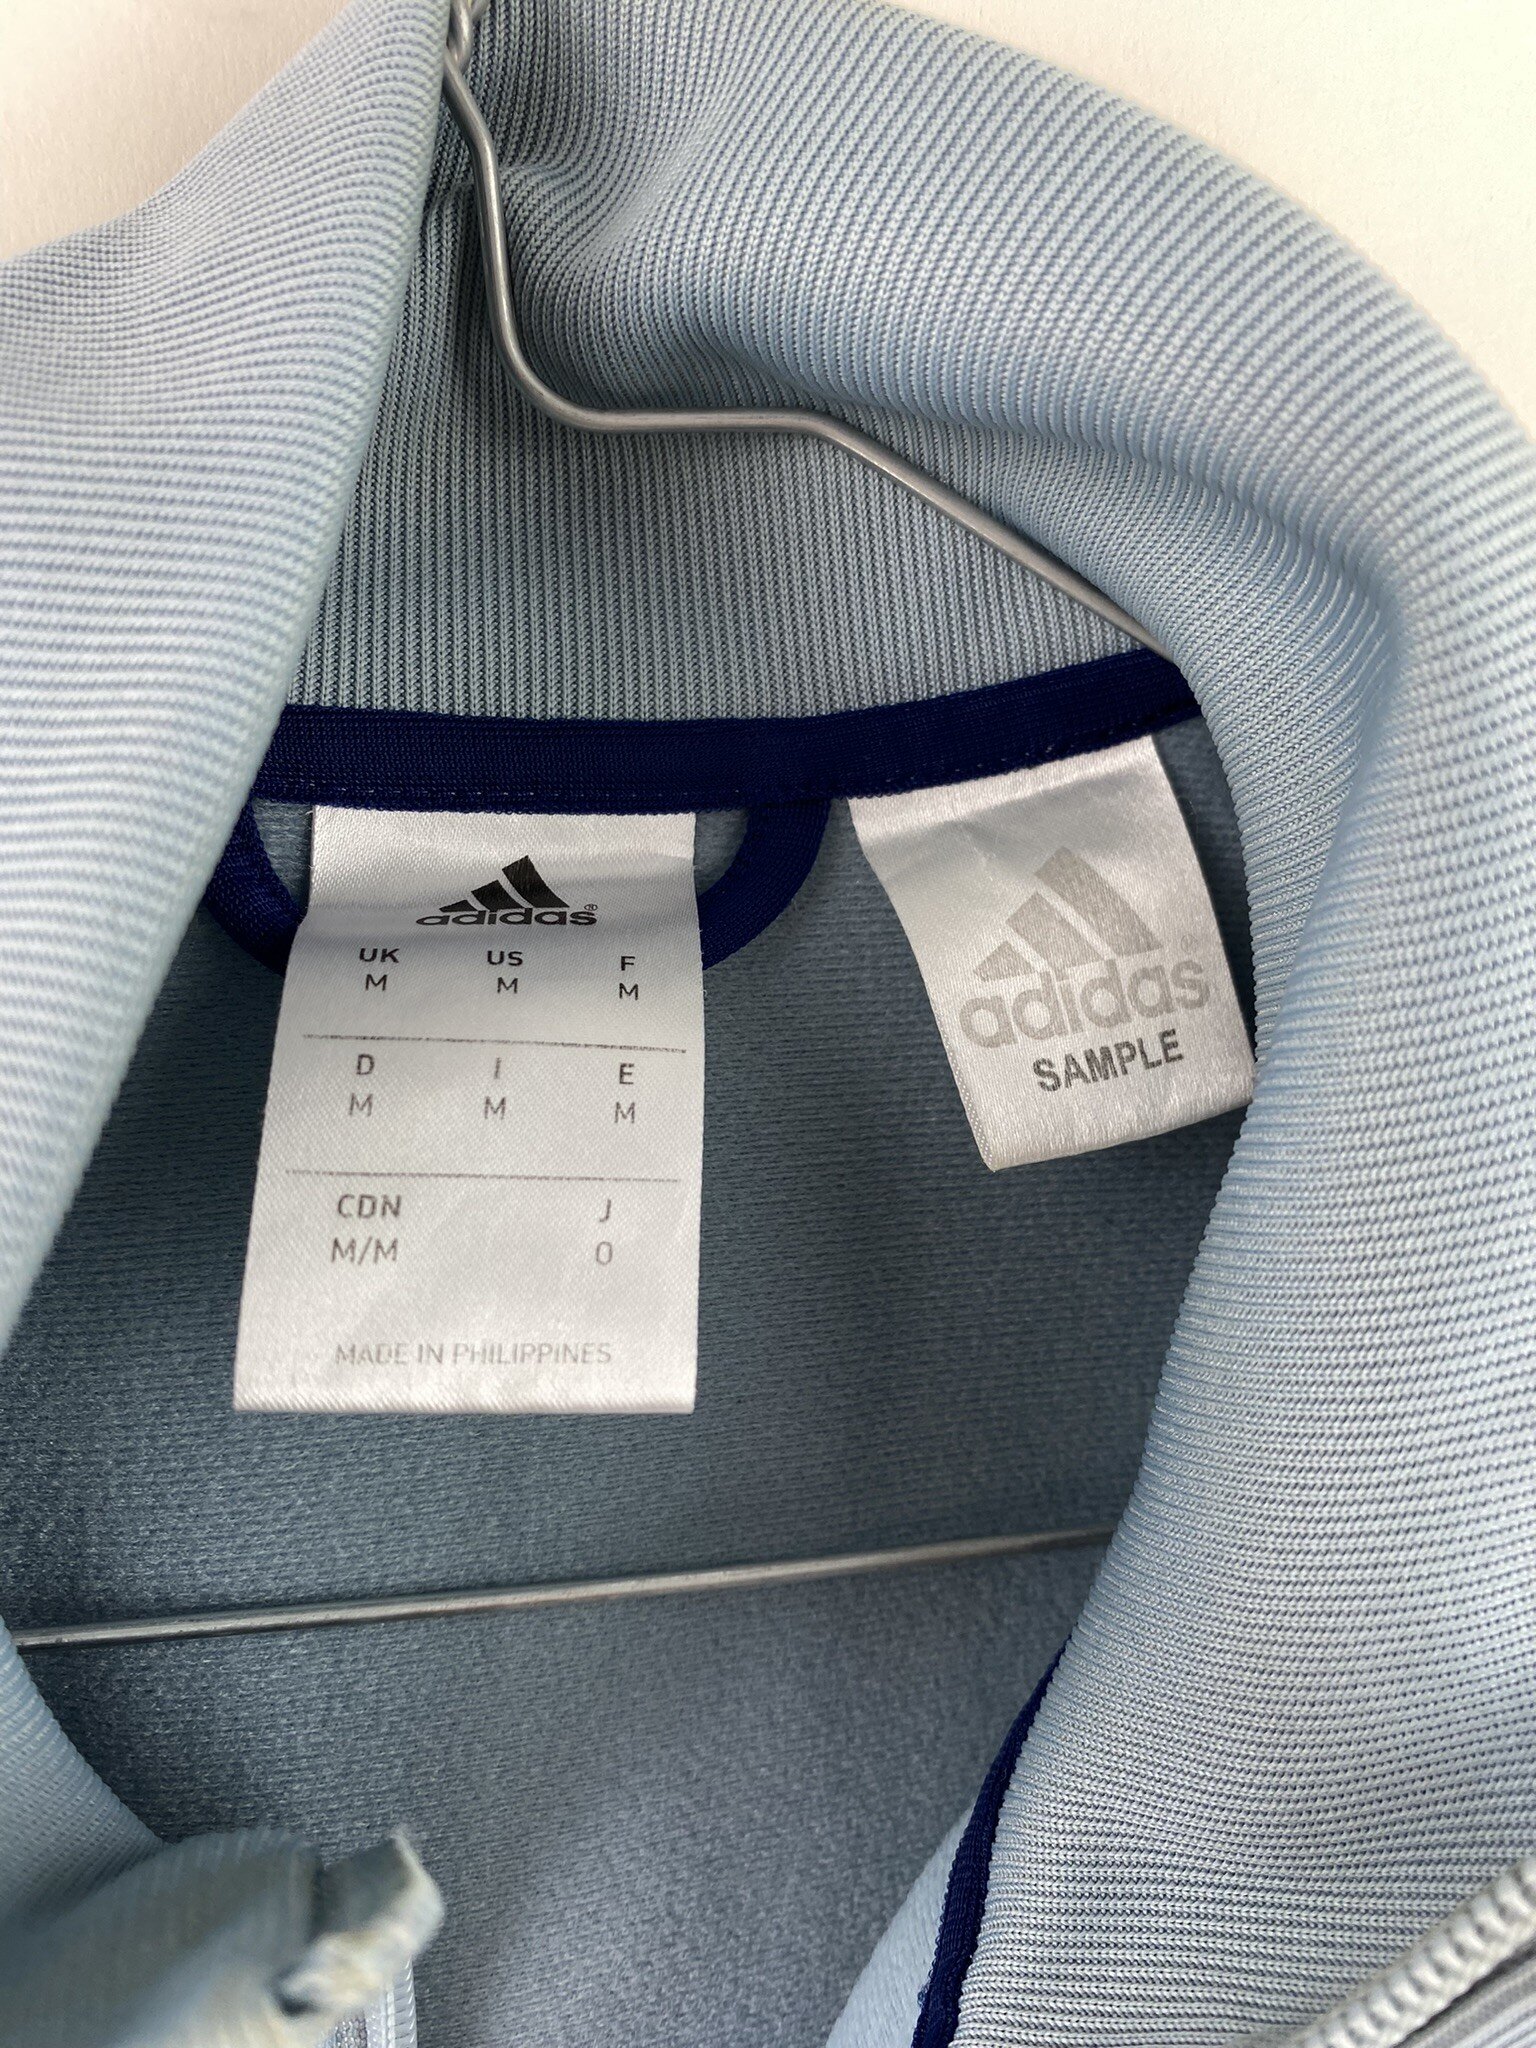 adidas®
UK US F
M M M
D I E
M M M
CDN J
M/M O
MADE IN PHILIPPINES
adidas®
SAMPLE